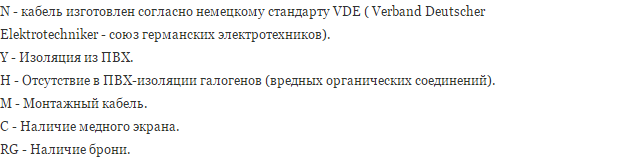 N - кабель изготовлен согласно немецкому стандарту VDE ( Verband Deutscher
Elektrotechniker - союз германских электротехников).
Y - Изоляция из ПВХ.
H - Отсутствие в ПВХ-изоляции галогенов (вредных органических соединений).
M - Монтажный кабель.
C - Наличие медного экрана.
RG - Наличие брони.